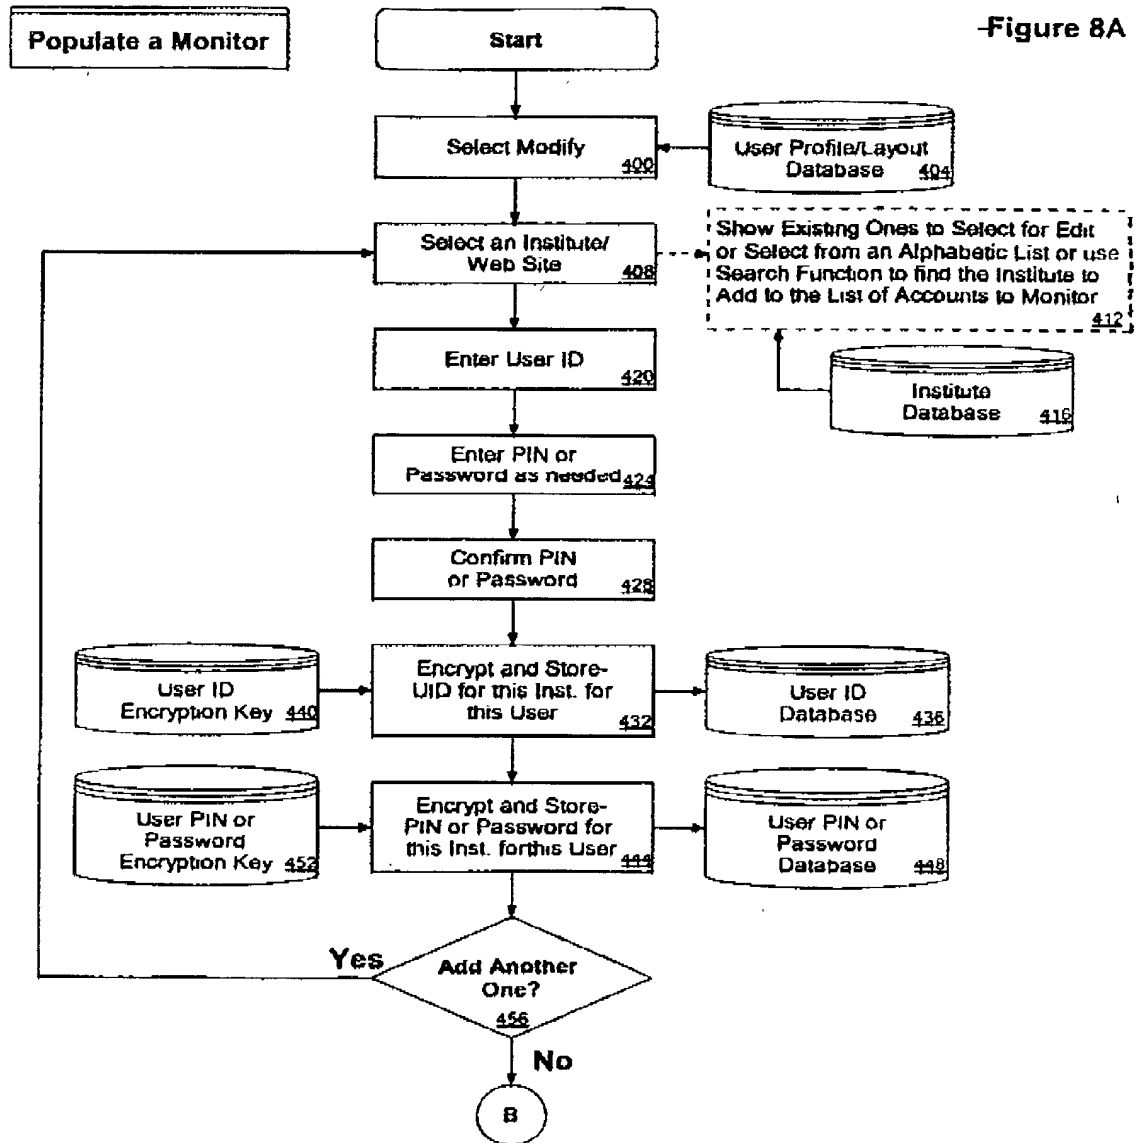 Populate a Monitor
Start
Figure 8A
Select Modify
400
User Profile/Layout
Database
404
Select an Institute/
Web Site
408
Show Existing Ones to Select for Edit
or Select from an Alphabetic List or use
Search Function to find the Institute to
Add to the List of Accounts to Monitor
412
Enter User ID
420
Institute
Database
416
Enter PIN or
Password as needed
424
Confirm PIN
or Password
428
User ID
Encryption Key
440
Encrypt and Store-
UID for this Inst. for
this User
432
User ID
Database
436
User PIN or
Password
Encryption Key
452
Encrypt and Store-
PIN or Password for
this Inst. forthis User
444
User PIN or
Password
Database
448
Yes
Add Another
One?
456
No
B